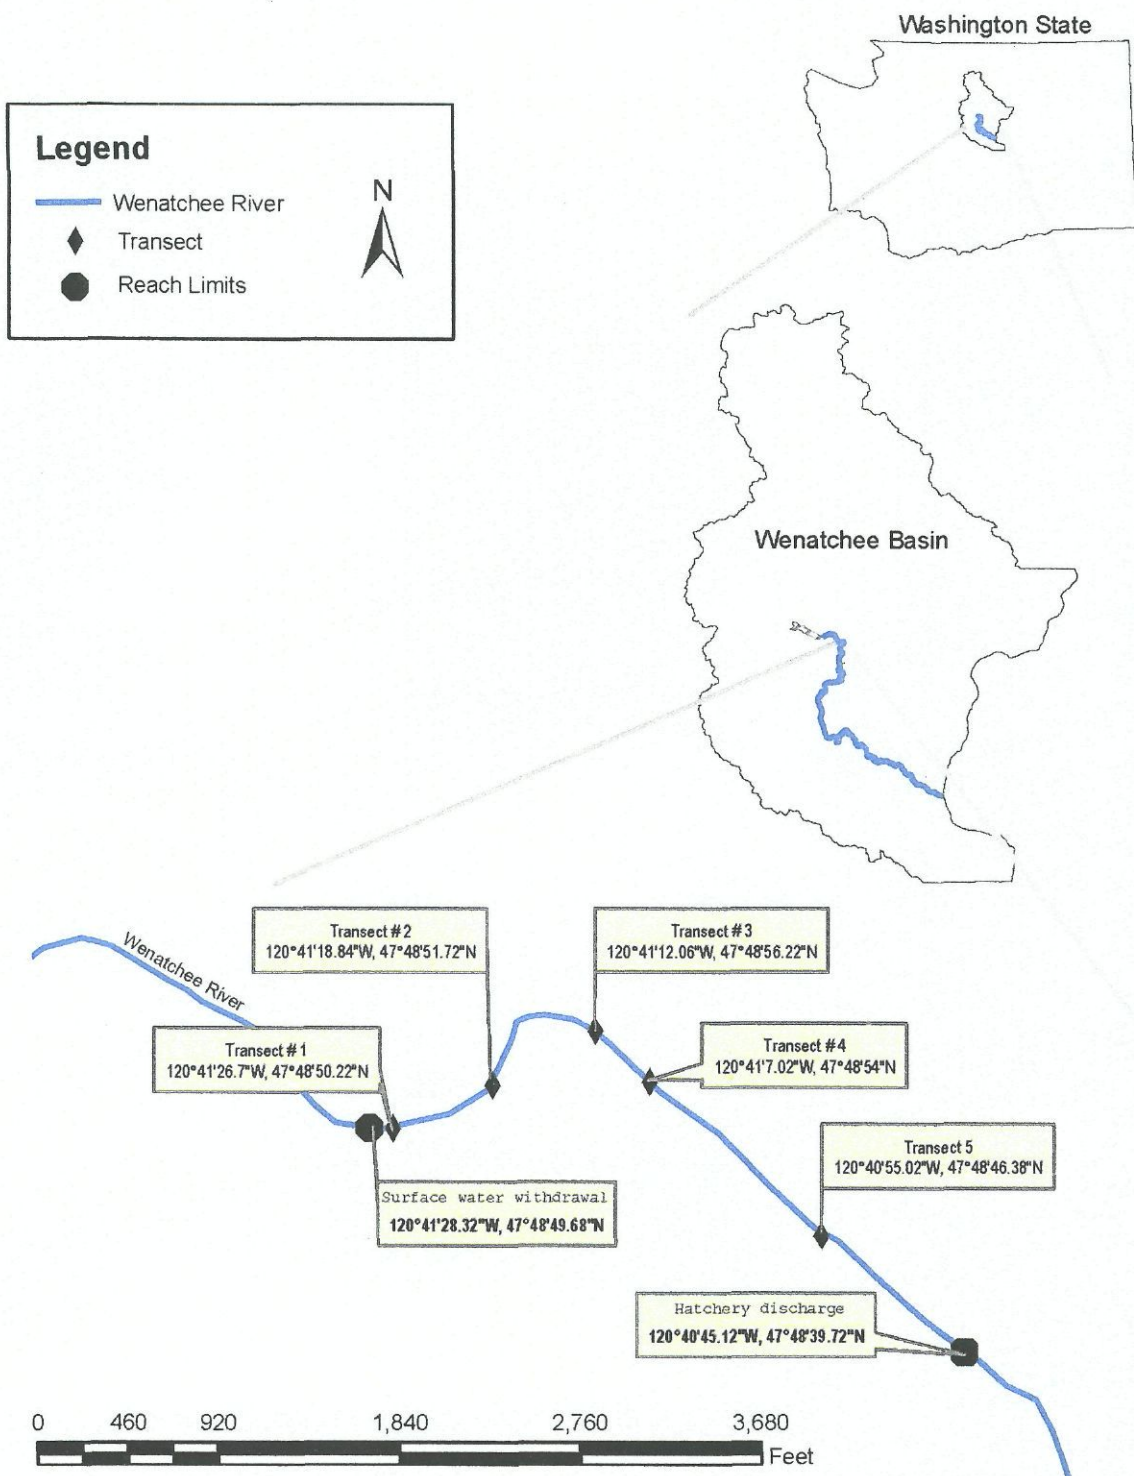 Washington State
Legend
Wenatchee River
Transect
Reach Limits
N
Wenatchee Basin
Transect #2
120°41'18.84"W, 47°48'51.72"N
Transect #3
120°41'12.06"W, 47°48'56.22"N
Wenatchee River
Transect #1
120°41'26.7"W, 47°48'50.22"N
Transect #4
120°41'7.02"W, 47°48'54"N
Transect 5
120°40'55.02"W, 47°48'46.38"N
Surface water withdrawal
120°41'28.32"W, 47°48'49.68"N
Hatchery discharge
120°40'45.12"W, 47°48'39.72"N
0 460 920 1,840 2,760 3,680
Feet